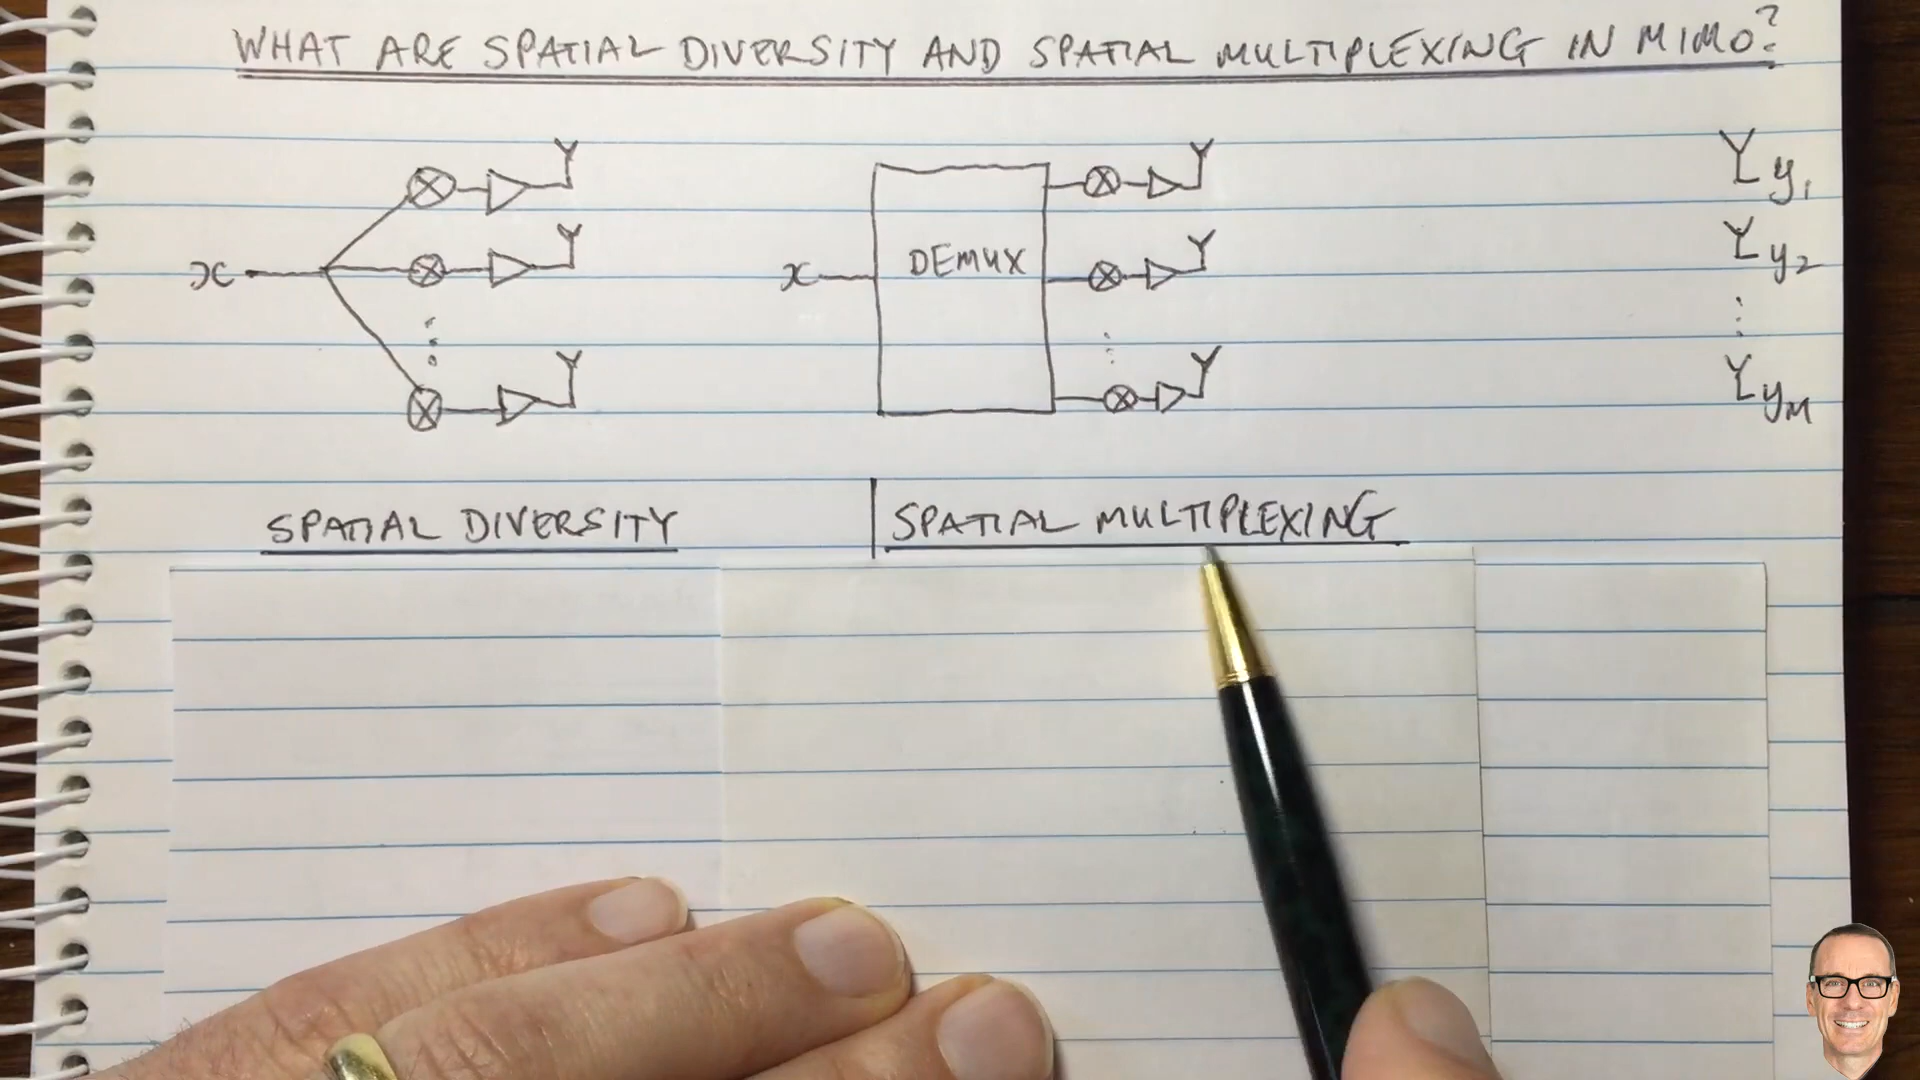 WHAT ARE SPATIAL DIVERSITY AND SPATIAL MULTIPLEXING IN MIMO?
y1
x
DEMUX
x
y2
yM
SPATIAL DIVERSITY
SPATIAL MULTIPLEXING